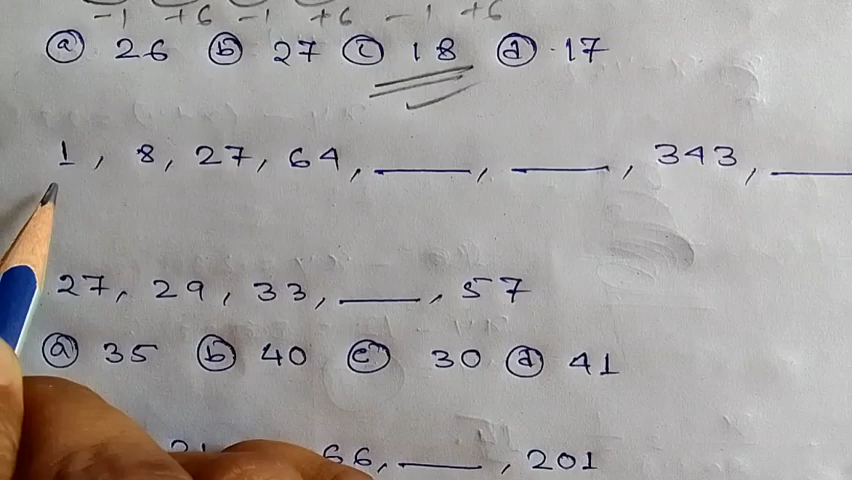 -1 +6 -1 +6 -1 +6
ⓐ 26 ⓑ 27 ⓒ 18 ⓓ 17
1, 8, 27, 64, ____, ____, 343, ____
27, 29, 33, ____, 57
ⓐ 35 ⓑ 40 ⓒ 30 ⓓ 41
66, ____, 201